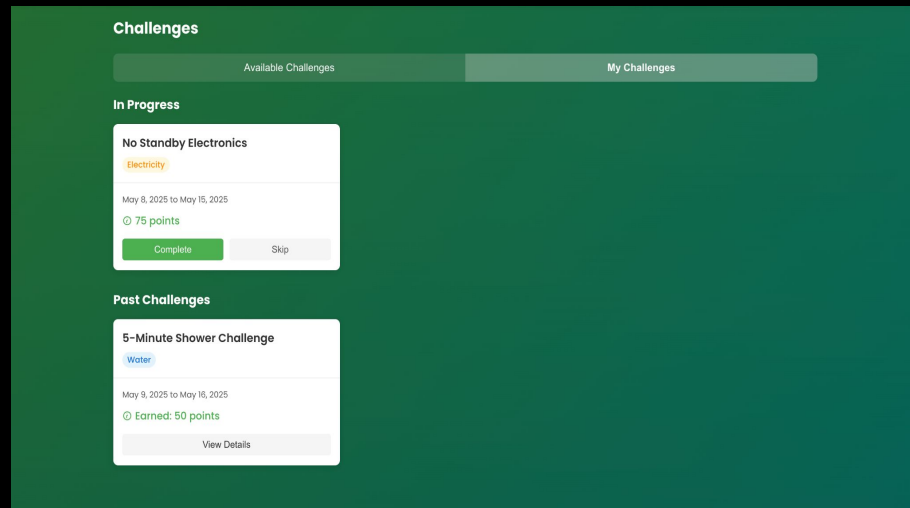 Challenges
Available Challenges
My Challenges
In Progress
No Standby Electronics
Electricity
May 8, 2025 to May 15, 2025
75 points
Complete
Skip
Past Challenges
5-Minute Shower Challenge
Water
May 9, 2025 to May 16, 2025
Earned: 50 points
View Details